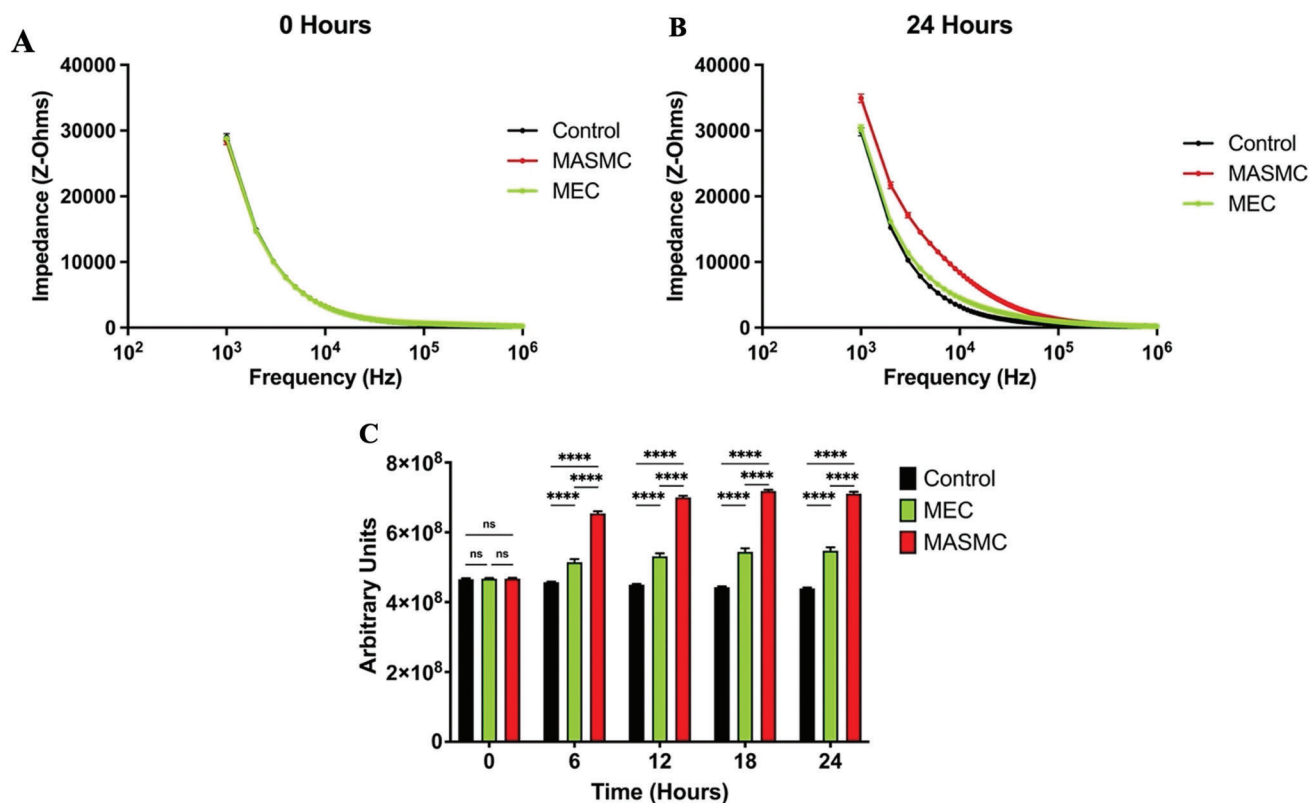 A
0 Hours
40000
30000
20000
10000
0
10²
10³
10⁴
10⁵
10⁶
Impedance (Z-Ohms)
Frequency (Hz)
Control
MASMC
MEC
B
24 Hours
40000
30000
20000
10000
0
10²
10³
10⁴
10⁵
10⁶
Impedance (Z-Ohms)
Frequency (Hz)
Control
MASMC
MEC
C
8×10⁸
6×10⁸
4×10⁸
2×10⁸
0
Arbitrary Units
ns
ns ns
****
****
****
****
****
****
****
****
****
****
****
****
0 6 12 18 24
Time (Hours)
Control
MEC
MASMC